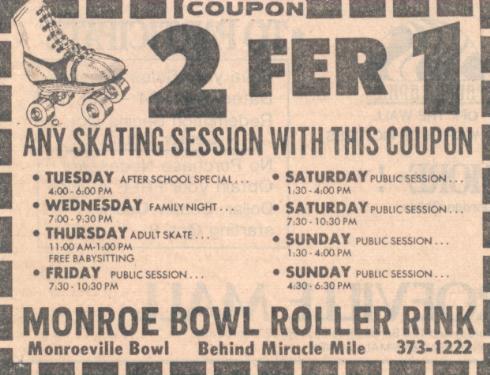 COUPON
2 FER 1
ANY SKATING SESSION WITH THIS COUPON
• TUESDAY AFTER SCHOOL SPECIAL...
4:00 - 6:00 PM
• WEDNESDAY FAMILY NIGHT...
7:00 - 9:30 PM
• THURSDAY ADULT SKATE...
11:00 AM-1:00 PM
FREE BABYSITTING
• FRIDAY PUBLIC SESSION...
7:30 - 10:30 PM
• SATURDAY PUBLIC SESSION...
1:30 - 4:00 PM
• SATURDAY PUBLIC SESSION...
7:30 - 10:30 PM
• SUNDAY PUBLIC SESSION...
1:30 - 4:00 PM
• SUNDAY PUBLIC SESSION...
4:30 - 6:30 PM
MONROE BOWL ROLLER RINK
Monroeville Bowl Behind Miracle Mile 373-1222